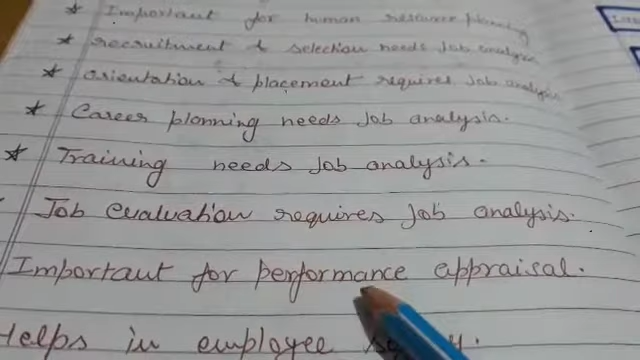 * Important for human resource planning
* recruitment & selection needs Job analysis
* orientation & placement requires Job analysis
* Career planning needs Job analysis.
* Training needs Job analysis.
Job evaluation requires Job analysis.
Important for performance appraisal.
Helps in employee